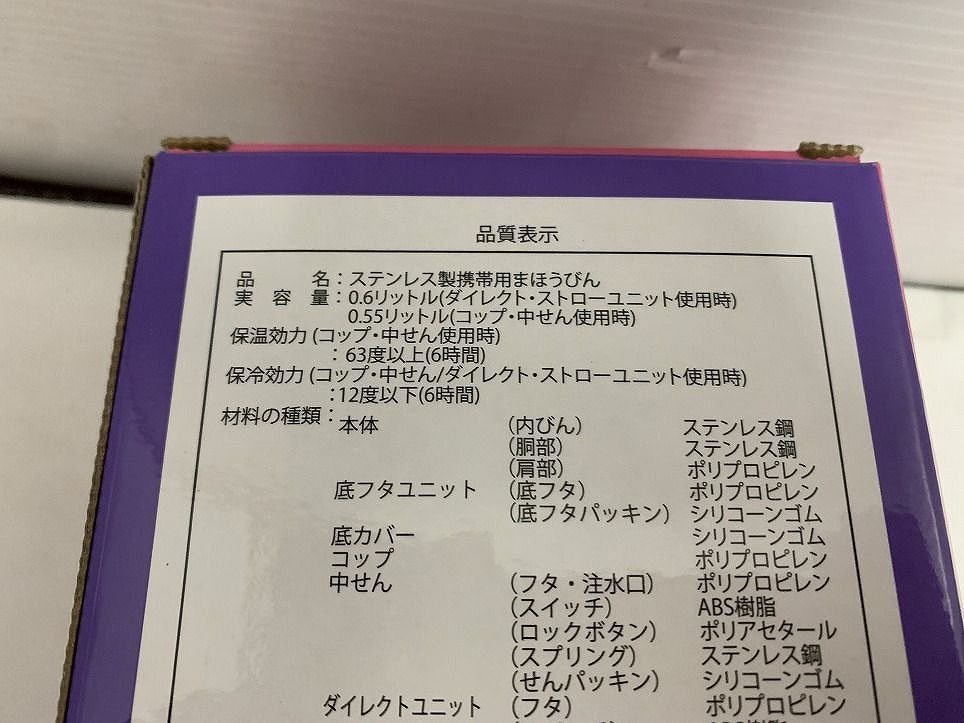 品質表示
品　　名：ステンレス製携帯用まほうびん
実 容 量：0.6リットル(ダイレクト・ストローユニット使用時)
0.55リットル(コップ・中せん使用時)
保温効力 (コップ・中せん使用時)
：63度以上(6時間)
保冷効力 (コップ・中せん/ダイレクト・ストローユニット使用時)
：12度以下(6時間)
材料の種類：本体 (内びん) ステンレス鋼
(胴部) ステンレス鋼
(肩部) ポリプロピレン
底フタユニット (底フタ) ポリプロピレン
(底フタパッキン) シリコーンゴム
底カバー シリコーンゴム
コップ ポリプロピレン
中せん (フタ・注水口) ポリプロピレン
(スイッチ) ABS樹脂
(ロックボタン) ポリアセタール
(スプリング) ステンレス鋼
(せんパッキン) シリコーンゴム
ダイレクトユニット (フタ) ポリプロピレン